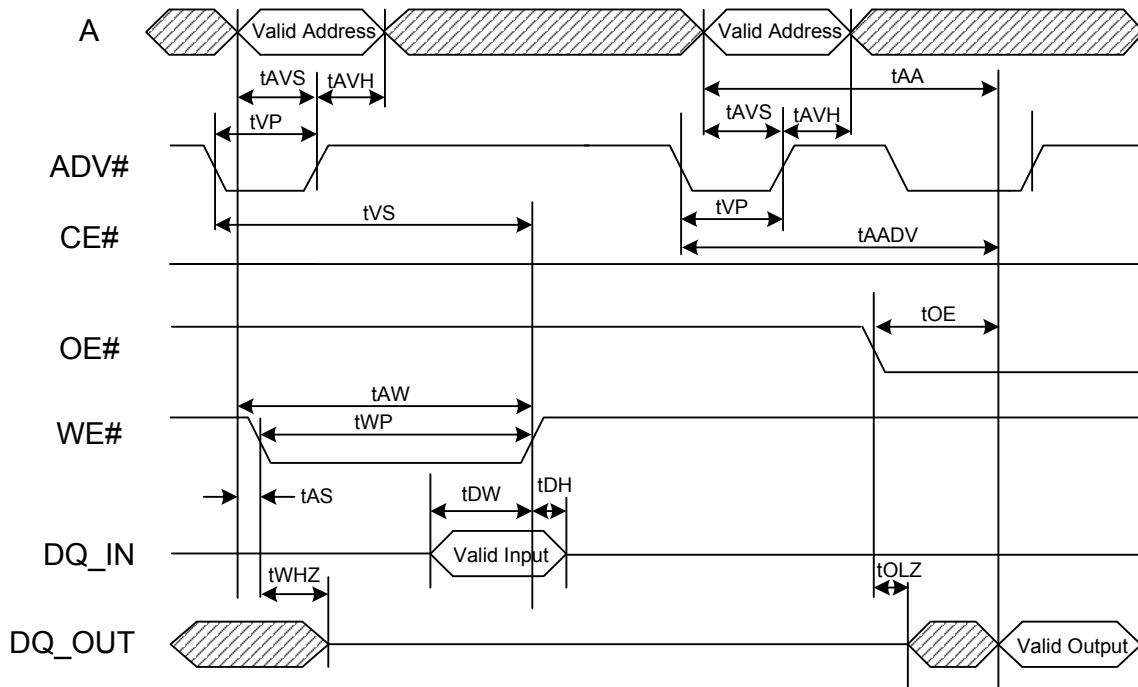 A Valid Address Valid Address
tAA
tAVS tAVH tAVS tAVH
tVP
ADV#
tVP
tVS
tAADV
CE#
tOE
OE#
tAW
WE# tWP
tDW tDH
tAS
DQ_IN Valid Input
tWHZ tOLZ
DQ_OUT Valid Output